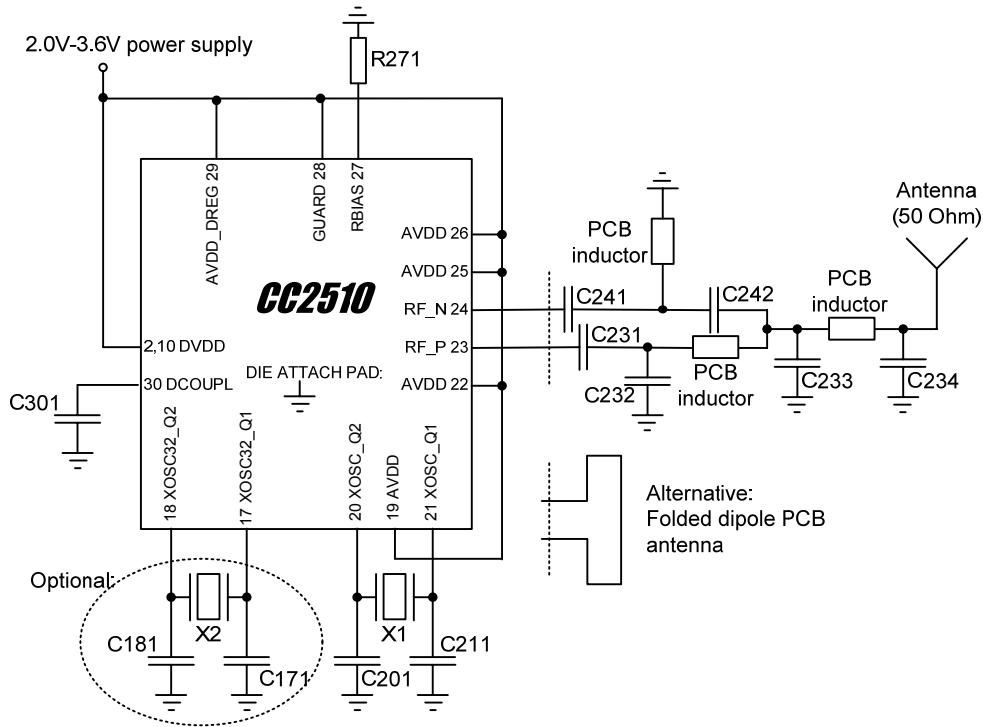 2.0V-3.6V power supply
R271
AVDD_DREG 29
GUARD 28
RBIAS 27
Antenna
(50 Ohm)
PCB
inductor
AVDD 26
AVDD 25
CC2510
RF_N 24
C241
C242
PCB
inductor
RF_P 23
C231
2,10 DVDD
DIE ATTACH PAD:
PCB
inductor
C232
C233
C234
30 DCOUPL
AVDD 22
C301
18 XOSC32_Q2
17 XOSC32_Q1
20 XOSC_Q2
19 AVDD
21 XOSC_Q1
Alternative:
Folded dipole PCB
antenna
Optional:
X2
X1
C181
C171
C201
C211